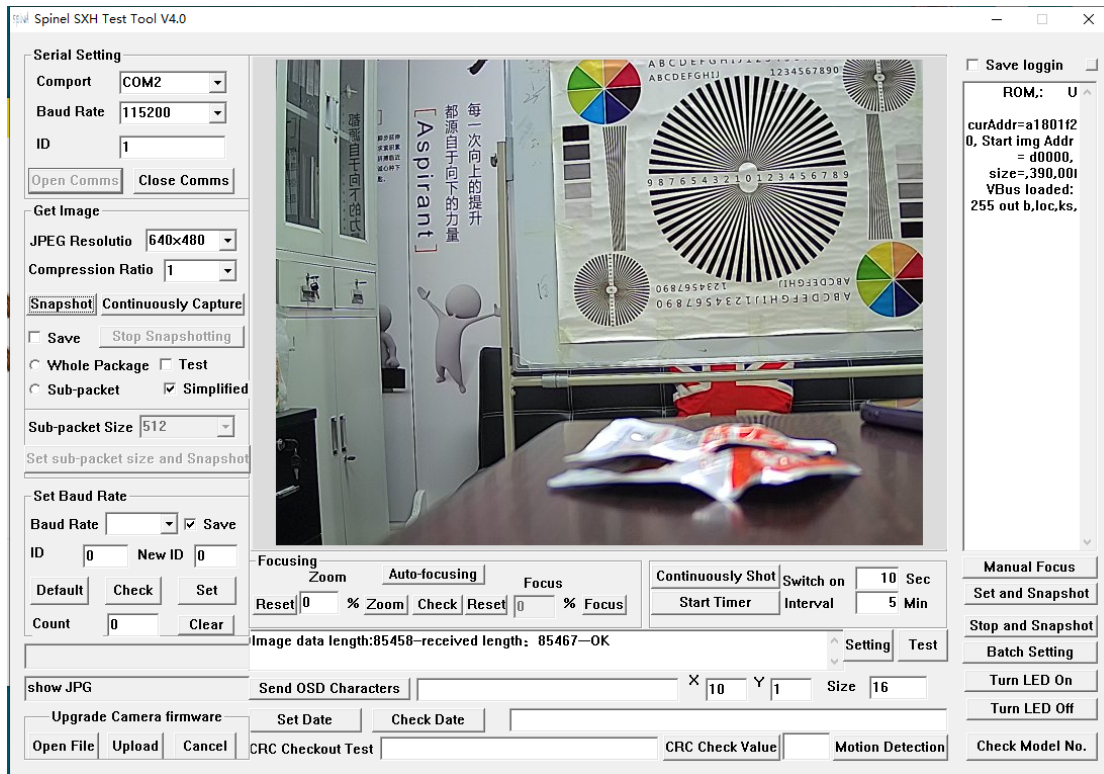 Spinel SXH Test Tool V4.0
Serial Setting
Comport COM2
Baud Rate 115200
ID 1
Open Comms Close Comms
Get Image
JPEG Resolutio 640×480
Compression Ratio 1
Snapshot Continuously Capture
Save Stop Snapshotting
Whole Package Test
Sub-packet Simplified
Sub-packet Size 512
Set sub-packet size and Snapshot
Set Baud Rate
Baud Rate Save
ID 0 New ID 0
Default Check Set
Count 0 Clear
show JPG
Upgrade Camera firmware
Open File Upload Cancel
每一次向上的提升
都源自于向下的力量
[Aspirant]
ABCDEFGHIJ
1234567890
9 8 7 6 5 4 3 2 1 0 1 2 3 4 5 6 7 8 9
ABCDEFGHIJ
1234567890
Focusing
Zoom Auto-focusing Focus
Reset 0 % Zoom Check Reset 0 % Focus
Continuously Shot Switch on 10 Sec
Start Timer Interval 5 Min
Image data length:85458—received length：85467—OK
Setting Test
Send OSD Characters X 10 Y 1 Size 16
Set Date Check Date
CRC Checkout Test CRC Check Value Motion Detection
Save loggin
ROM,: U
curAddr=a1801f2
0, Start img Addr
= d0000,
size=,390,00
VBus loaded:
255 out b,loc,ks,
Manual Focus
Set and Snapshot
Stop and Snapshot
Batch Setting
Turn LED On
Turn LED Off
Check Model No.